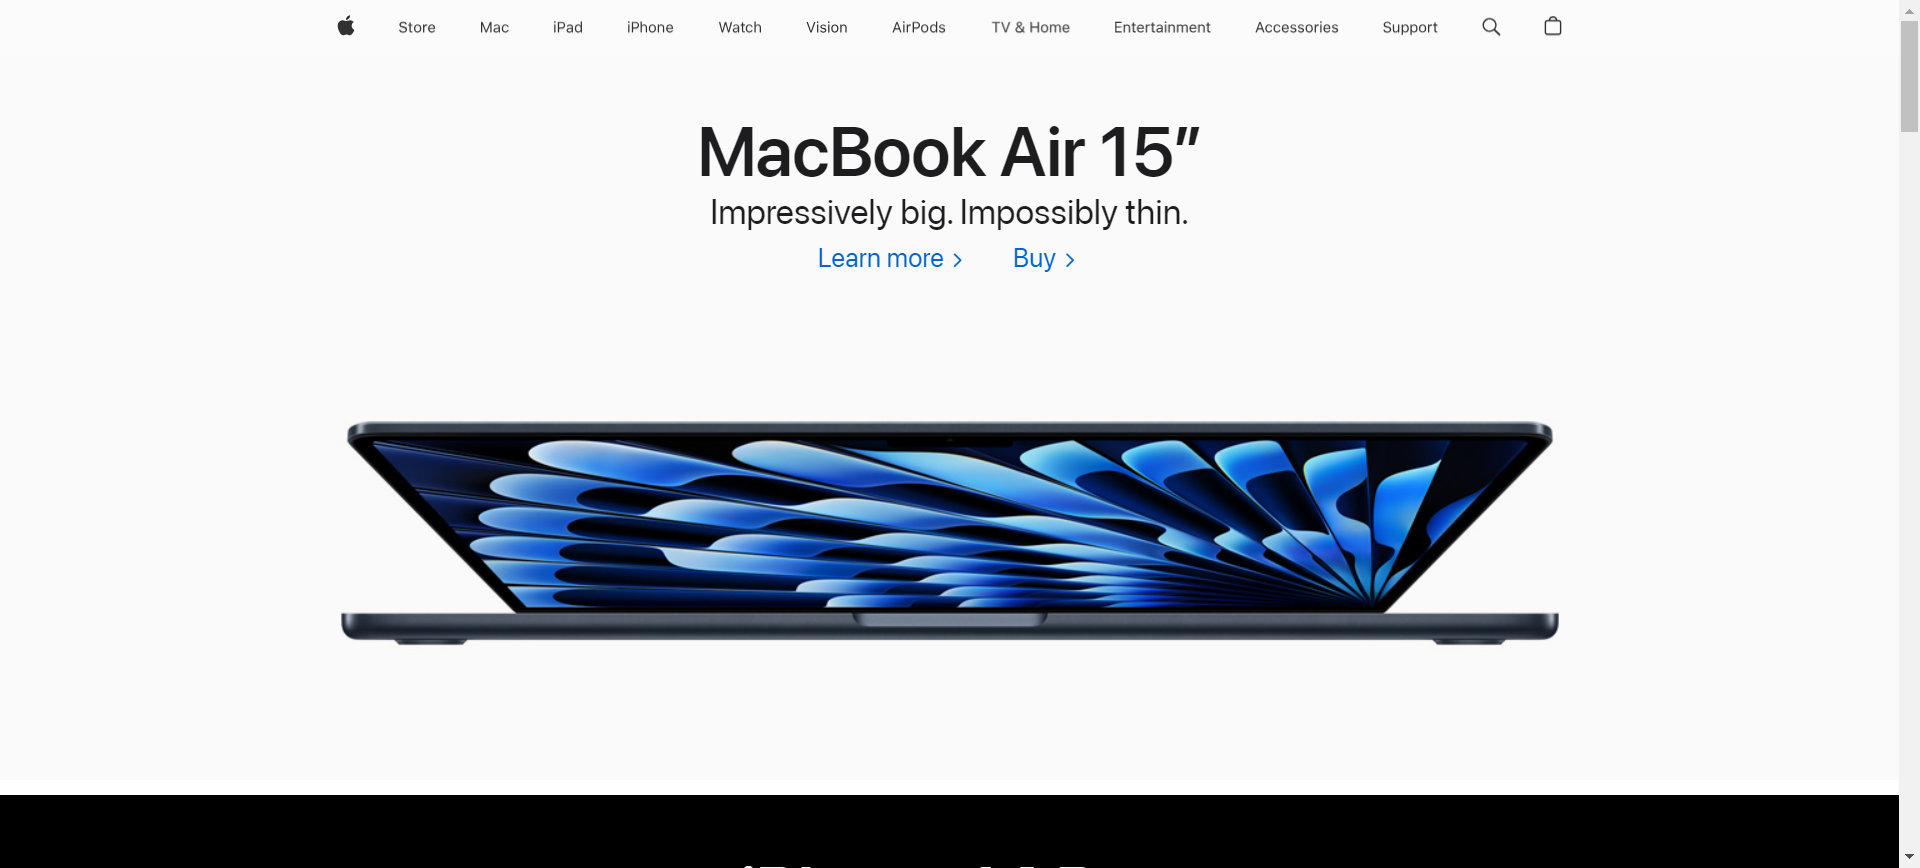 Store Mac iPad iPhone Watch Vision AirPods TV & Home Entertainment Accessories Support
MacBook Air 15”
Impressively big. Impossibly thin.
Learn more > Buy >